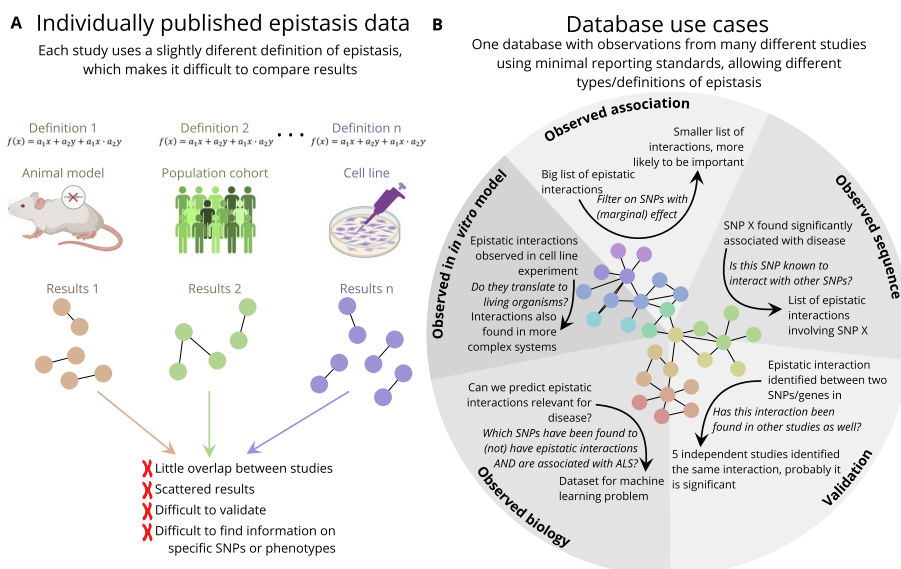 A Individually published epistasis data
Each study uses a slightly diferent definition of epistasis,
which makes it difficult to compare results
Definition 1
f(x) = a₁x + a₂y + a₁x · a₂y
Definition 2
f(x) = a₁x + a₂y + a₁x · a₂y
• • •
Definition n
f(x) = a₁x + a₂y + a₁x · a₂y
Animal model
Population cohort
Cell line
Results 1
Results 2
Results n
Little overlap between studies
Scattered results
Difficult to validate
Difficult to find information on
specific SNPs or phenotypes
B Database use cases
One database with observations from many different studies
using minimal reporting standards, allowing different
types/definitions of epistasis
Observed association
Big list of epistatic
interactions
Filter on SNPs with
(marginal) effect
Smaller list of
interactions, more
likely to be important
Observed sequence
SNP X found significantly
associated with disease
Is this SNP known to
interact with other SNPs?
List of epistatic
interactions
involving SNP X
Validation
Epistatic interaction
identified between two
SNPs/genes in
Has this interaction been
found in other studies as well?
5 independent studies identified
the same interaction, probably it
is significant
Observed biology
Can we predict epistatic
interactions relevant for
disease?
Which SNPs have been found to
(not) have epistatic interactions
AND are associated with ALS?
Dataset for machine
learning problem
Observed in in vitro model
Epistatic interactions
observed in cell line
experiment
Do they translate to
living organisms?
Interactions also
found in more
complex systems